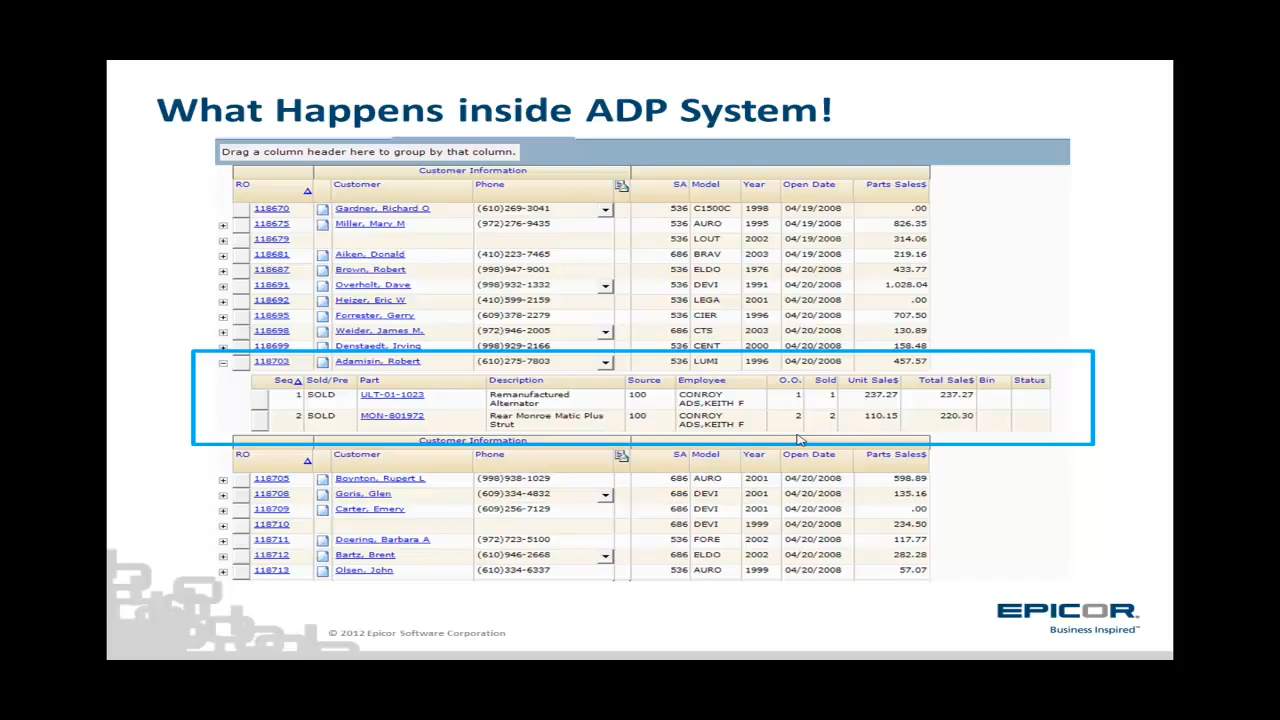 What Happens inside ADP System!
Drag a column header here to group by that column.
Customer Information
RO Customer Phone SA Model Year Open Date Parts Sales$
118670 Gardner, Richard O (610)269-3041 536 C1500C 1998 04/19/2008 .00
118675 Miller, Mary M (972)276-9435 536 AURO 1995 04/19/2008 826.35
118679 536 LOUT 2002 04/19/2008 314.06
118681 Aiken, Donald (410)223-7465 686 BRAV 2003 04/19/2008 219.16
118687 Brown, Robert (998)947-9001 536 ELDO 1976 04/20/2008 433.77
118691 Overholt, Dave (998)932-1332 536 DEVI 1991 04/20/2008 1,028.04
118692 Heizer, Eric W (410)599-2159 536 LEGA 2001 04/20/2008 .00
118695 Forrester, Gerry (608)378-2279 536 CIER 1996 04/20/2008 707.50
118698 Weider, James M. (972)946-2005 686 CTS 2003 04/20/2008 130.89
118699 Denstaedt, Irving (998)929-2166 536 CENT 2000 04/20/2008 158.48
118703 Adamisin, Robert (610)275-7803 536 LUMI 1996 04/20/2008 457.57
Seq Sold/Pre Part Description Source Employee O.O. Sold Unit Sale$ Total Sale$ Bin Status
1 SOLD ULT-01-1023 Remanufactured Alternator 100 CONROY ADS,KEITH F 1 1 237.27 237.27
2 SOLD MON-801972 Rear Monroe Matic Plus Strut 100 CONROY ADS,KEITH F 2 2 110.15 220.30
Customer Information
RO Customer Phone SA Model Year Open Date Parts Sales$
118705 Boynton, Rupert L (998)938-1029 686 AURO 2001 04/20/2008 598.89
118708 Goris, Glen (609)334-4832 686 DEVI 2001 04/20/2008 135.16
118709 Carter, Emery (609)256-7129 686 DEVI 2001 04/20/2008 .00
118710 686 DEVI 1999 04/20/2008 234.50
118711 Doering, Barbara A (972)723-5100 536 FORE 2002 04/20/2008 117.77
118712 Bartz, Brent (610)946-2668 686 ELDO 2002 04/20/2008 282.28
118713 Olsen, John (610)334-6337 536 AURO 1999 04/20/2008 57.07
EPICOR.
Business Inspired™
© 2012 Epicor Software Corporation